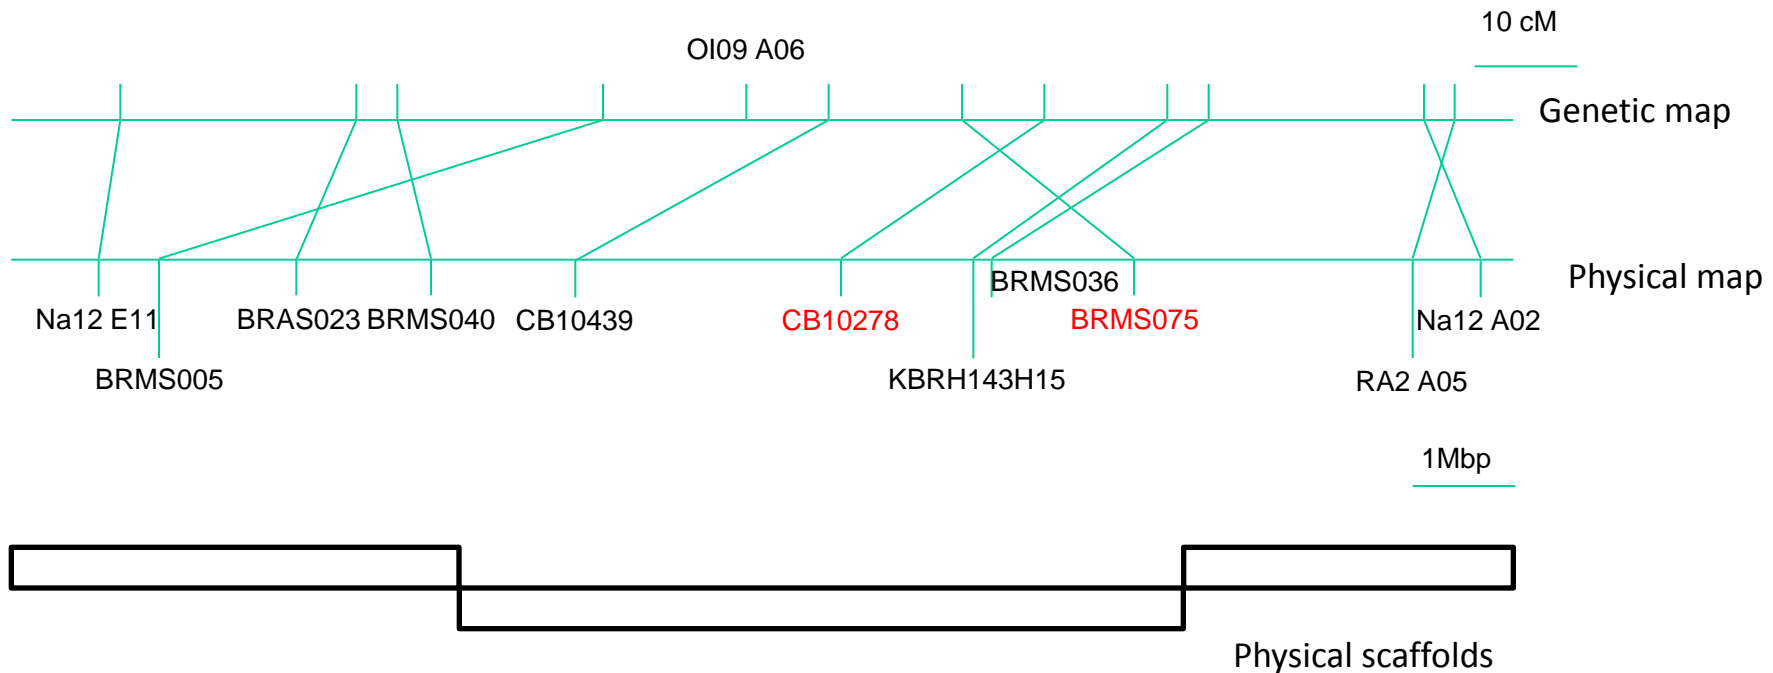 10 cM
OI09 A06
Genetic map
Physical map
BRMS036
Na12 E11
BRAS023
BRMS040
CB10439
CB10278
BRMS075
Na12 A02
BRMS005
KBRH143H15
RA2 A05
1Mbp
Physical scaffolds